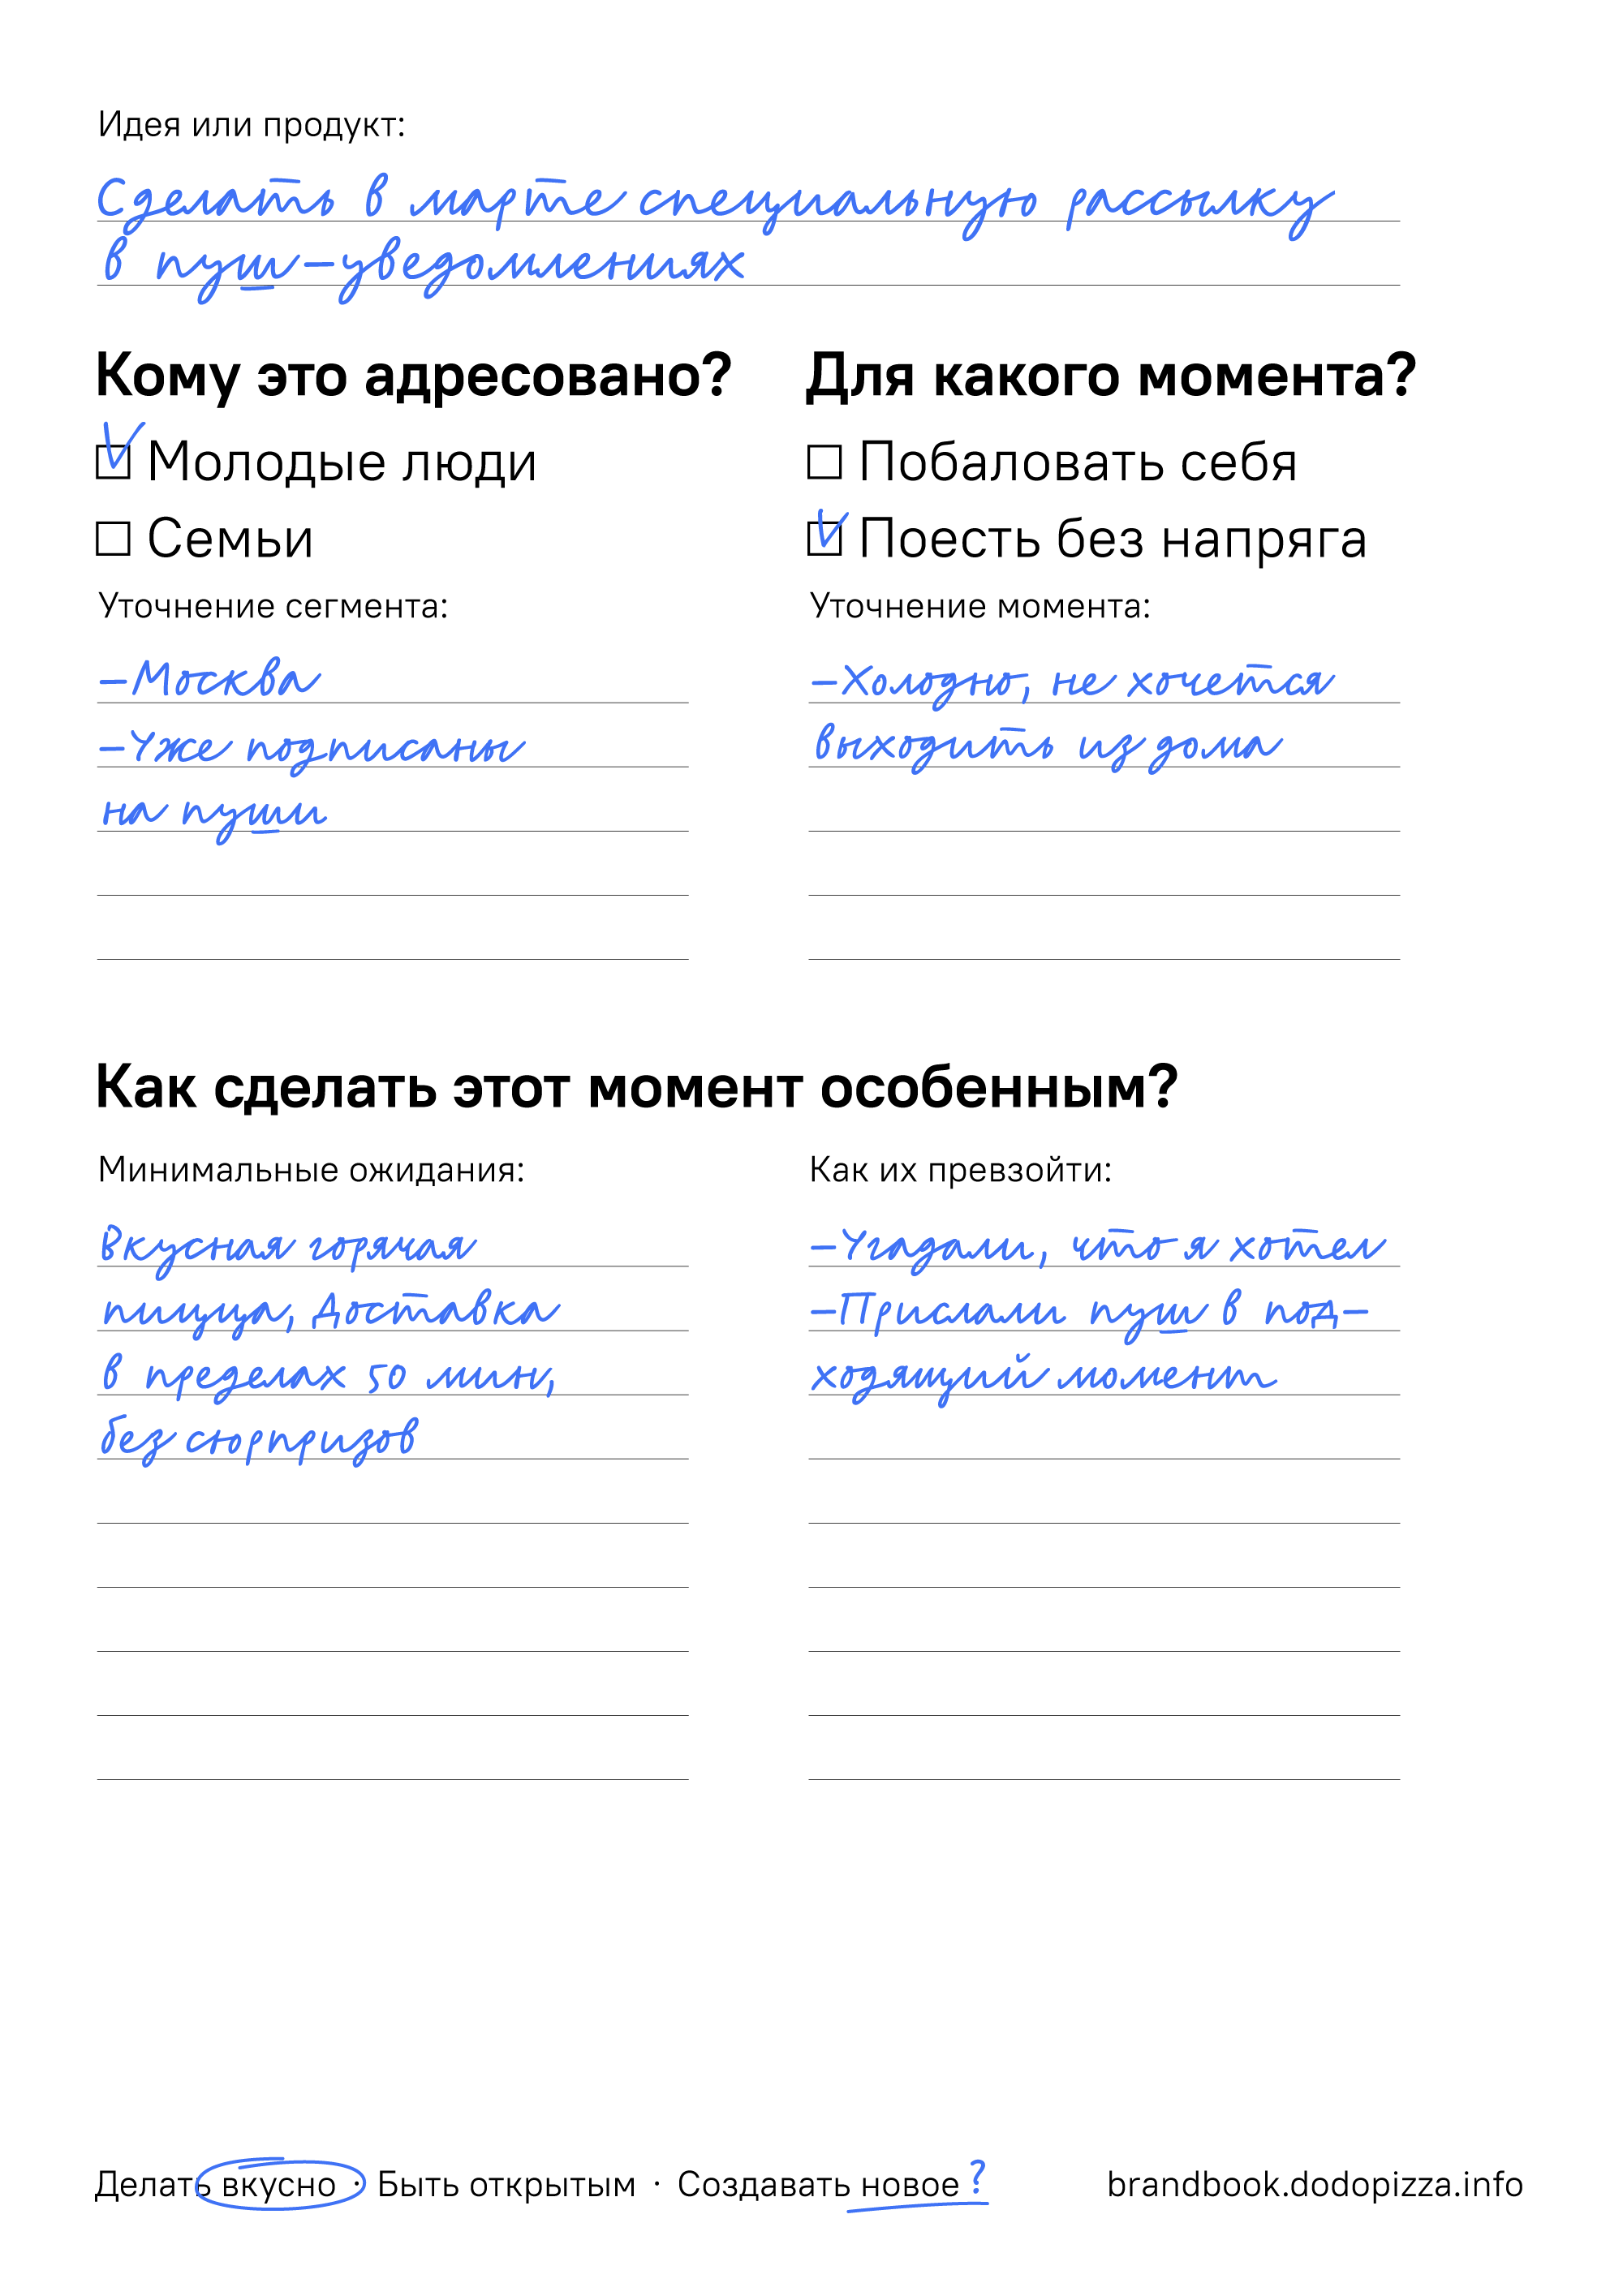 Идея или продукт:
Сделать в марте специальную рассылку
в пуш-уведомлениях
Кому это адресовано?
Молодые люди
Семьи
Уточнение сегмента:
-Москва
-Уже подписаны
на пуши
Для какого момента?
Побаловать себя
Поесть без напряга
Уточнение момента:
-Холодно, не хочется
выходить из дома
Как сделать этот момент особенным?
Минимальные ожидания:
Вкусная горячая
пицца, Доставка
в пределах 50 мин,
без сюрпризов
Как их превзойти:
-Угадали, что я хотел
-Прислали пуш в под-
ходящий момент
Делать вкусно · Быть открытым · Создавать новое ? brandbook.dodopizza.info